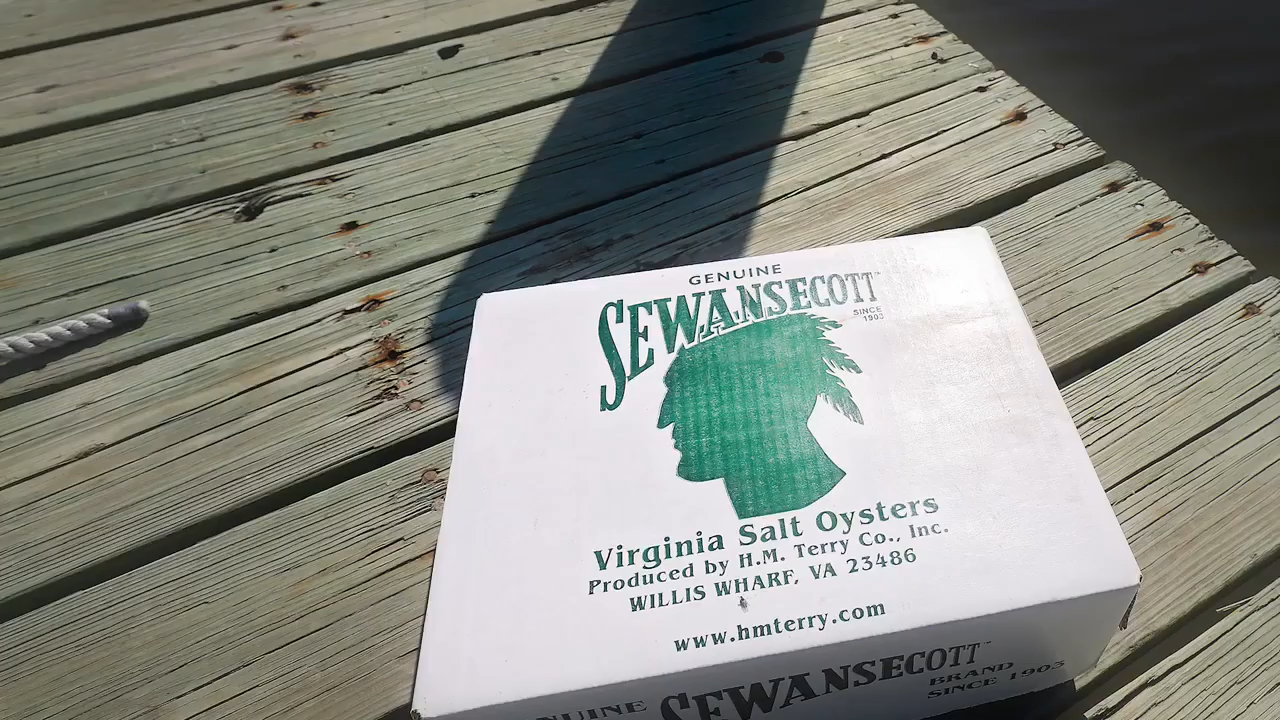 GENUINE
SEWANSECOTT™
SINCE
1903
Virginia Salt Oysters
Produced by H.M. Terry Co., Inc.
WILLIS WHARF, VA 23486
www.hmterry.com
GENUINE SEWANSECOTT™
BRAND
SINCE 1903